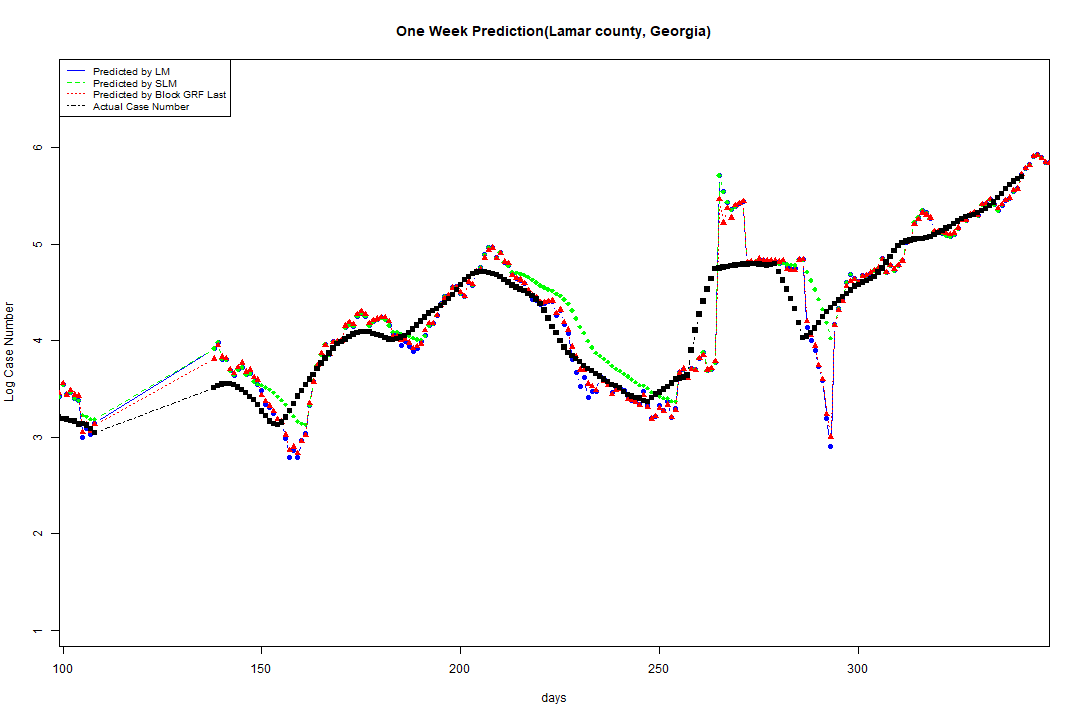 One Week Prediction(Lamar county, Georgia)
Predicted by LM
Predicted by SLM
Predicted by Block GRF Last
Actual Case Number
Log Case Number
6
5
4
3
2
1
100 150 200 250 300
days